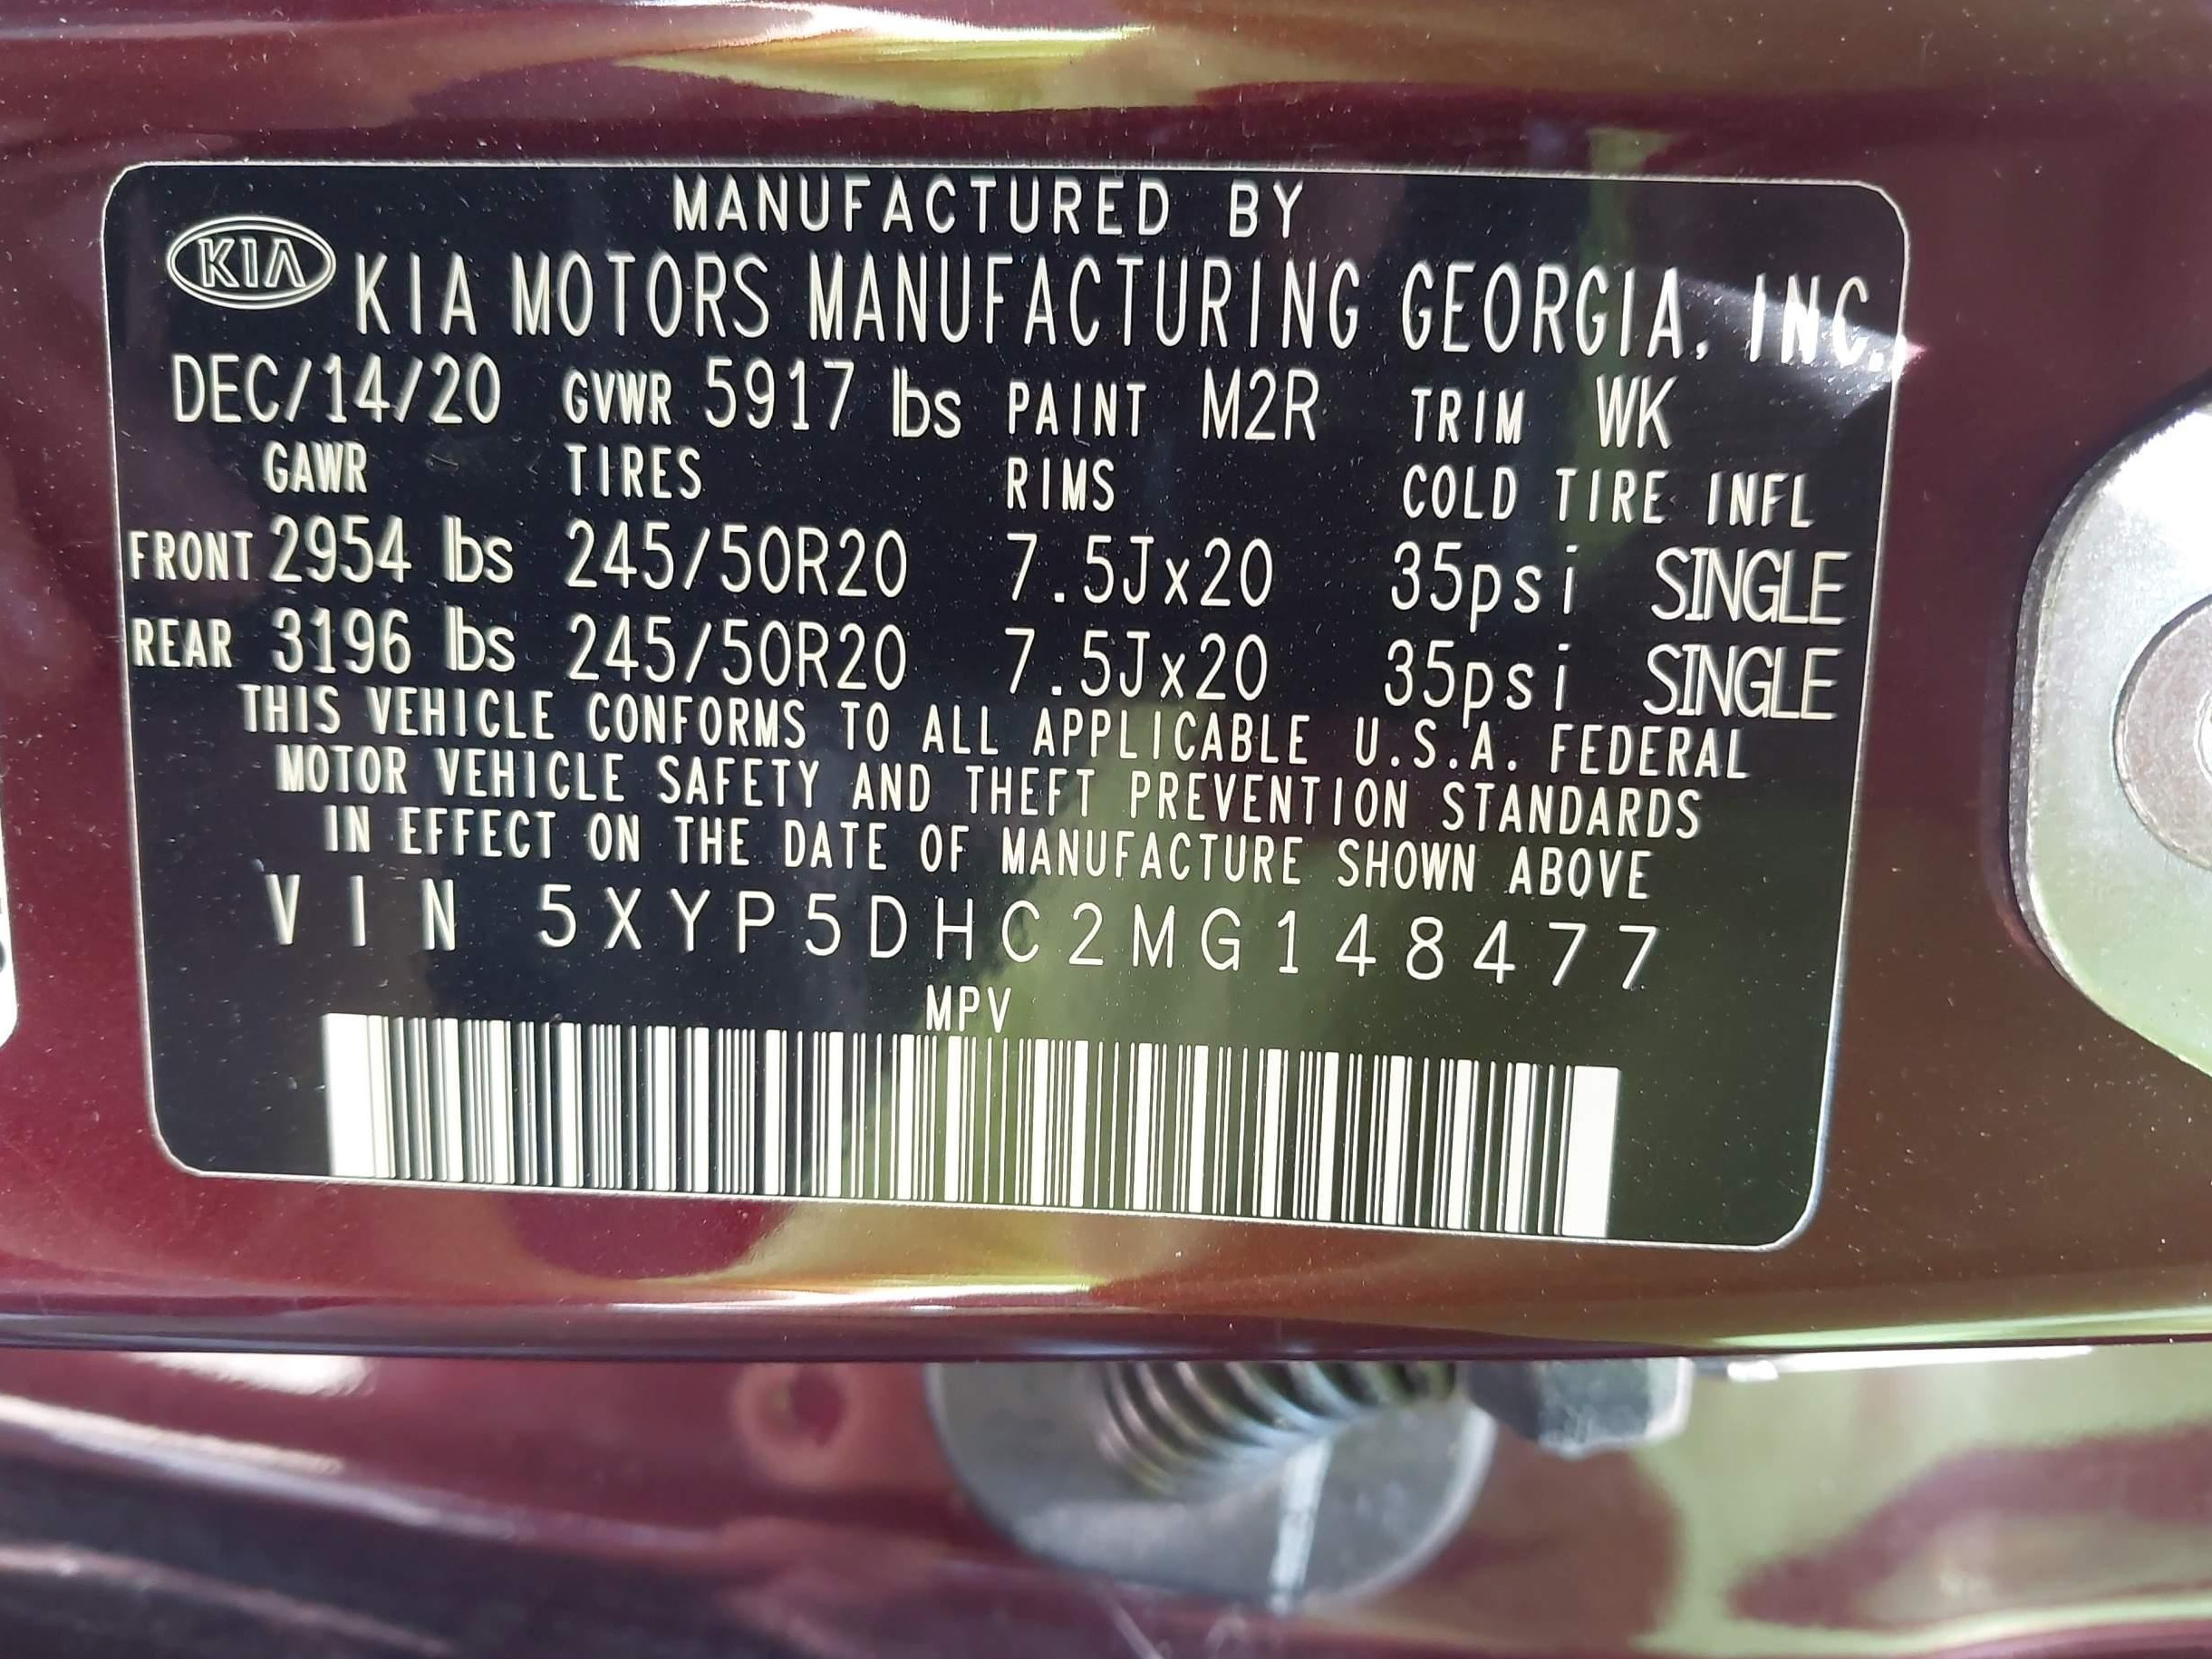 MANUFACTURED BY
KIA KIA MOTORS MANUFACTURING GEORGIA, INC.
DEC/14/20 GVWR 5917 lbs PAINT M2R TRIM WK
GAWR TIRES RIMS COLD TIRE INFL
FRONT 2954 lbs 245/50R20 7.5Jx20 35psi SINGLE
REAR 3196 lbs 245/50R20 7.5Jx20 35psi SINGLE
THIS VEHICLE CONFORMS TO ALL APPLICABLE U.S.A. FEDERAL
MOTOR VEHICLE SAFETY AND THEFT PREVENTION STANDARDS
IN EFFECT ON THE DATE OF MANUFACTURE SHOWN ABOVE
VIN 5XYP5DHC2MG148477
MPV